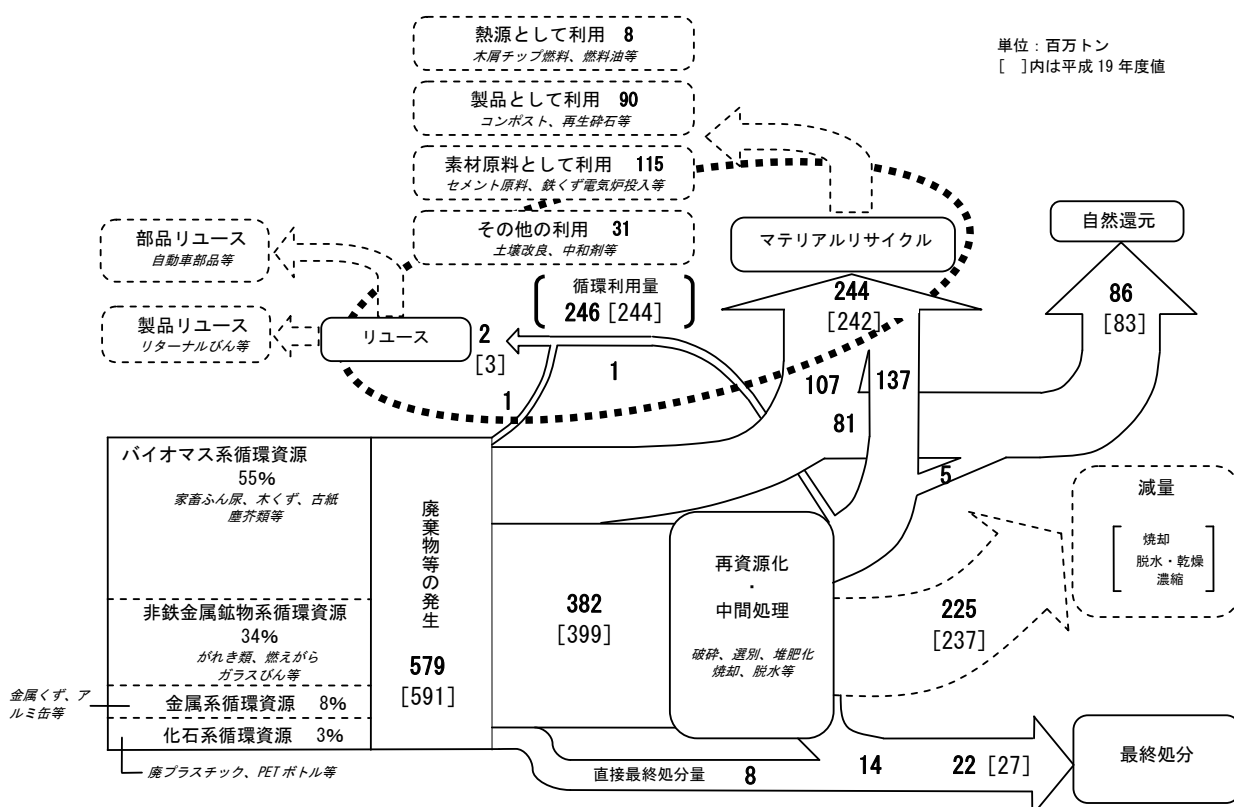 熱源として利用 8
木屑チップ燃料、燃料油等
単位：百万トン
[ ]内は平成 19 年度値
製品として利用 90
コンポスト、再生砕石等
素材原料として利用 115
セメント原料、鉄くず電気炉投入等
その他の利用 31
土壌改良、中和剤等
マテリアルリサイクル
自然還元
部品リユース
自動車部品等
循環利用量
246 [244]
244
[242]
86
[83]
製品リユース
リターナルびん等
リユース
2
[3]
1
1
107
137
81
5
バイオマス系循環資源
55%
家畜ふん尿、木くず、古紙
塵芥類等
非鉄金属鉱物系循環資源
34%
がれき類、燃えがら
ガラスびん等
金属くず、ア
ルミ缶等
金属系循環資源 8%
化石系循環資源 3%
廃プラスチック、PETボトル等
廃棄物等の発生
579
[591]
382
[399]
再資源化
・
中間処理
破砕、選別、堆肥化
焼却、脱水等
減量
焼却
脱水・乾燥
濃縮
225
[237]
直接最終処分量 8
14
22 [27]
最終処分